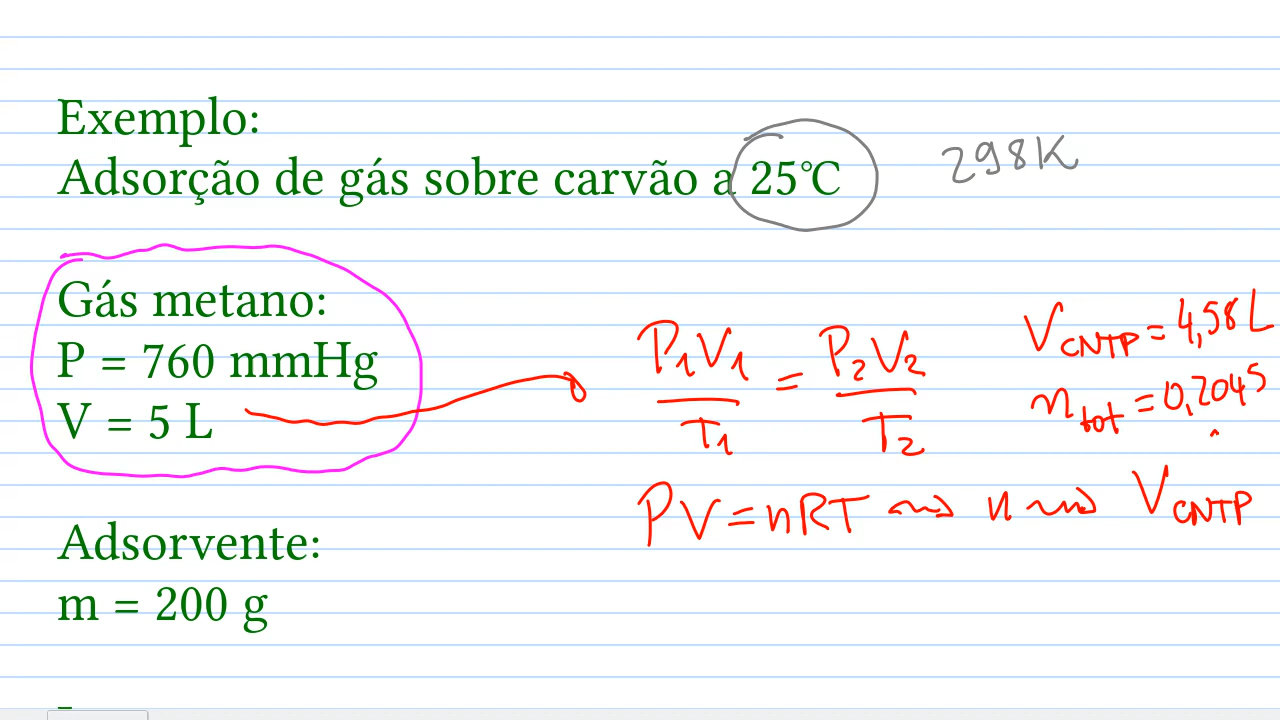 Exemplo:
Adsorção de gás sobre carvão a 25°C
298K
Gás metano:
P = 760 mmHg
V = 5 L
P1V1/T1 = P2V2/T2
VCNTP = 4,58L
ntot = 0,2045
PV = nRT ⇝ n ⇝ VCNTP
Adsorvente:
m = 200 g